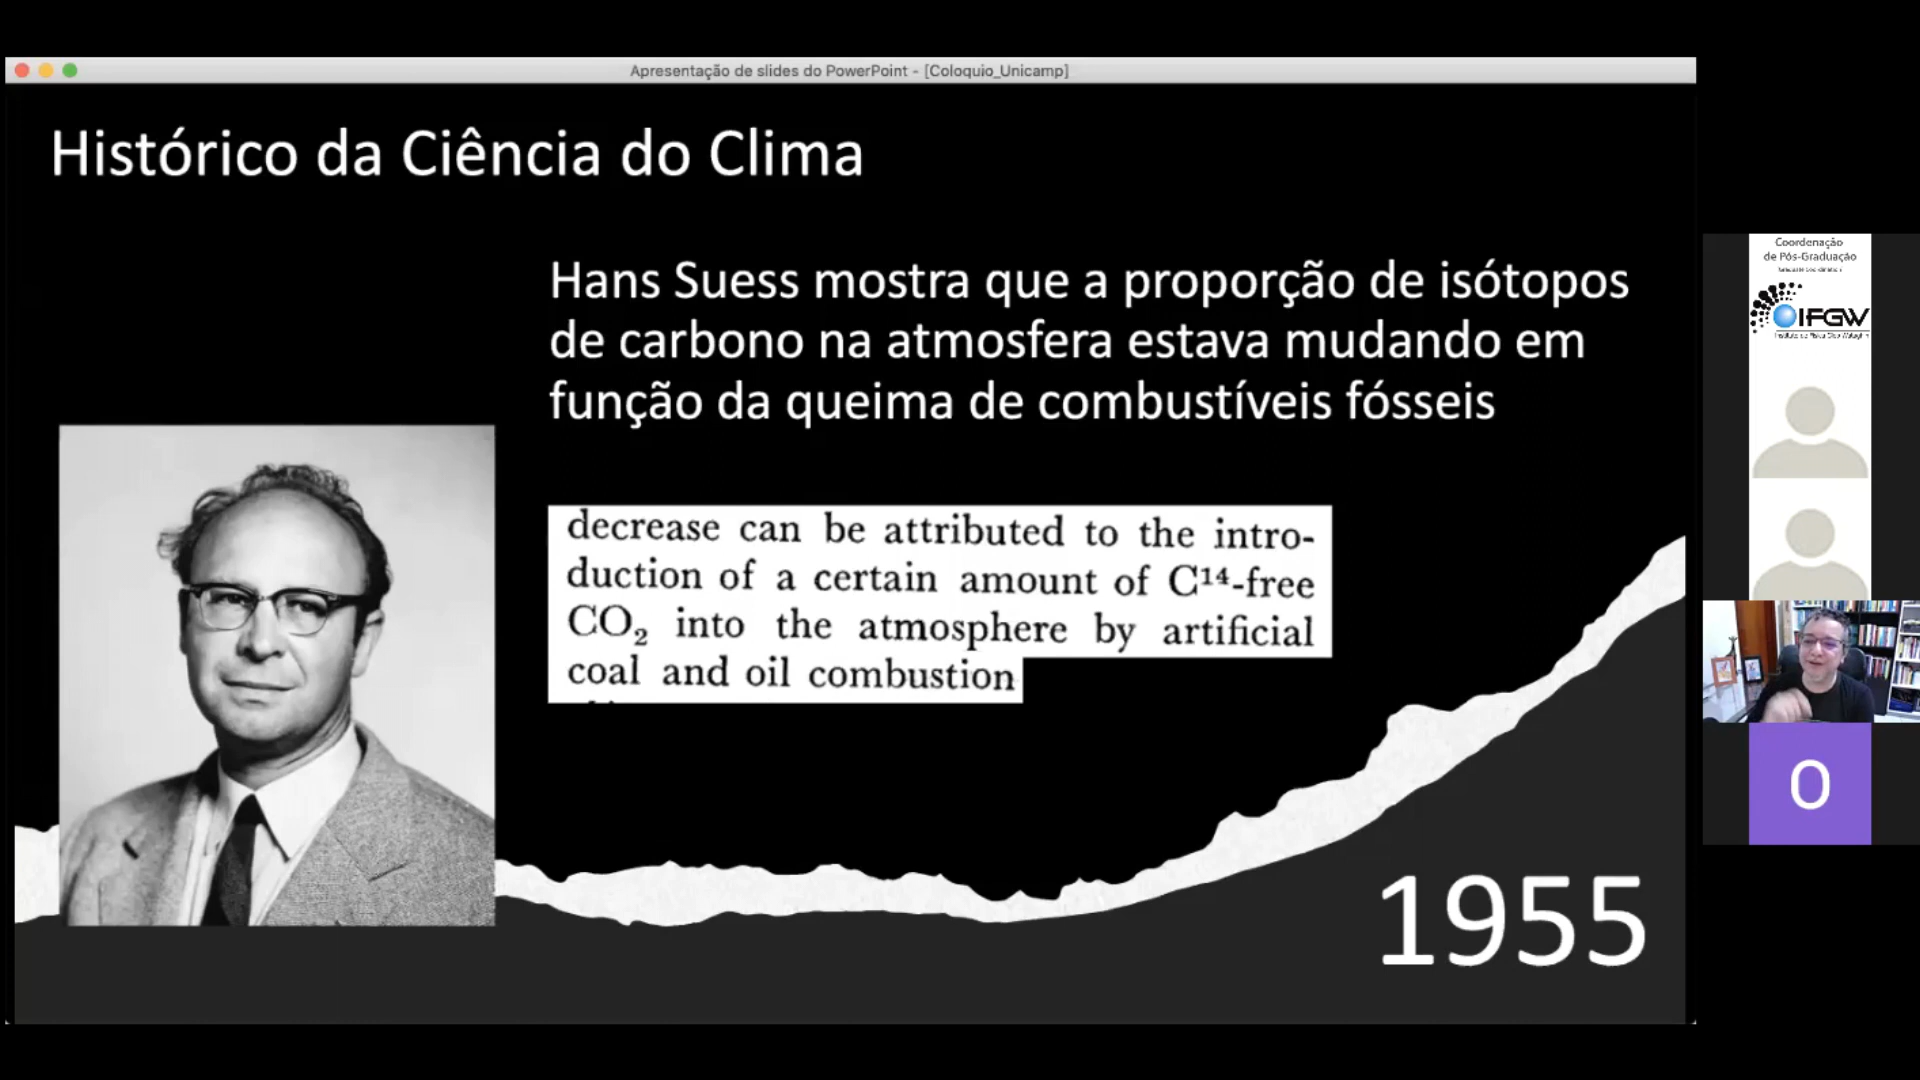 Apresentação de slides do PowerPoint - [Coloquio_Unicamp]
Histórico da Ciência do Clima
Hans Suess mostra que a proporção de isótopos
de carbono na atmosfera estava mudando em
função da queima de combustíveis fósseis
decrease can be attributed to the intro-
duction of a certain amount of C¹⁴-free
CO₂ into the atmosphere by artificial
coal and oil combustion
1955
Coordenação
de Pós-Graduação
IFGW
O